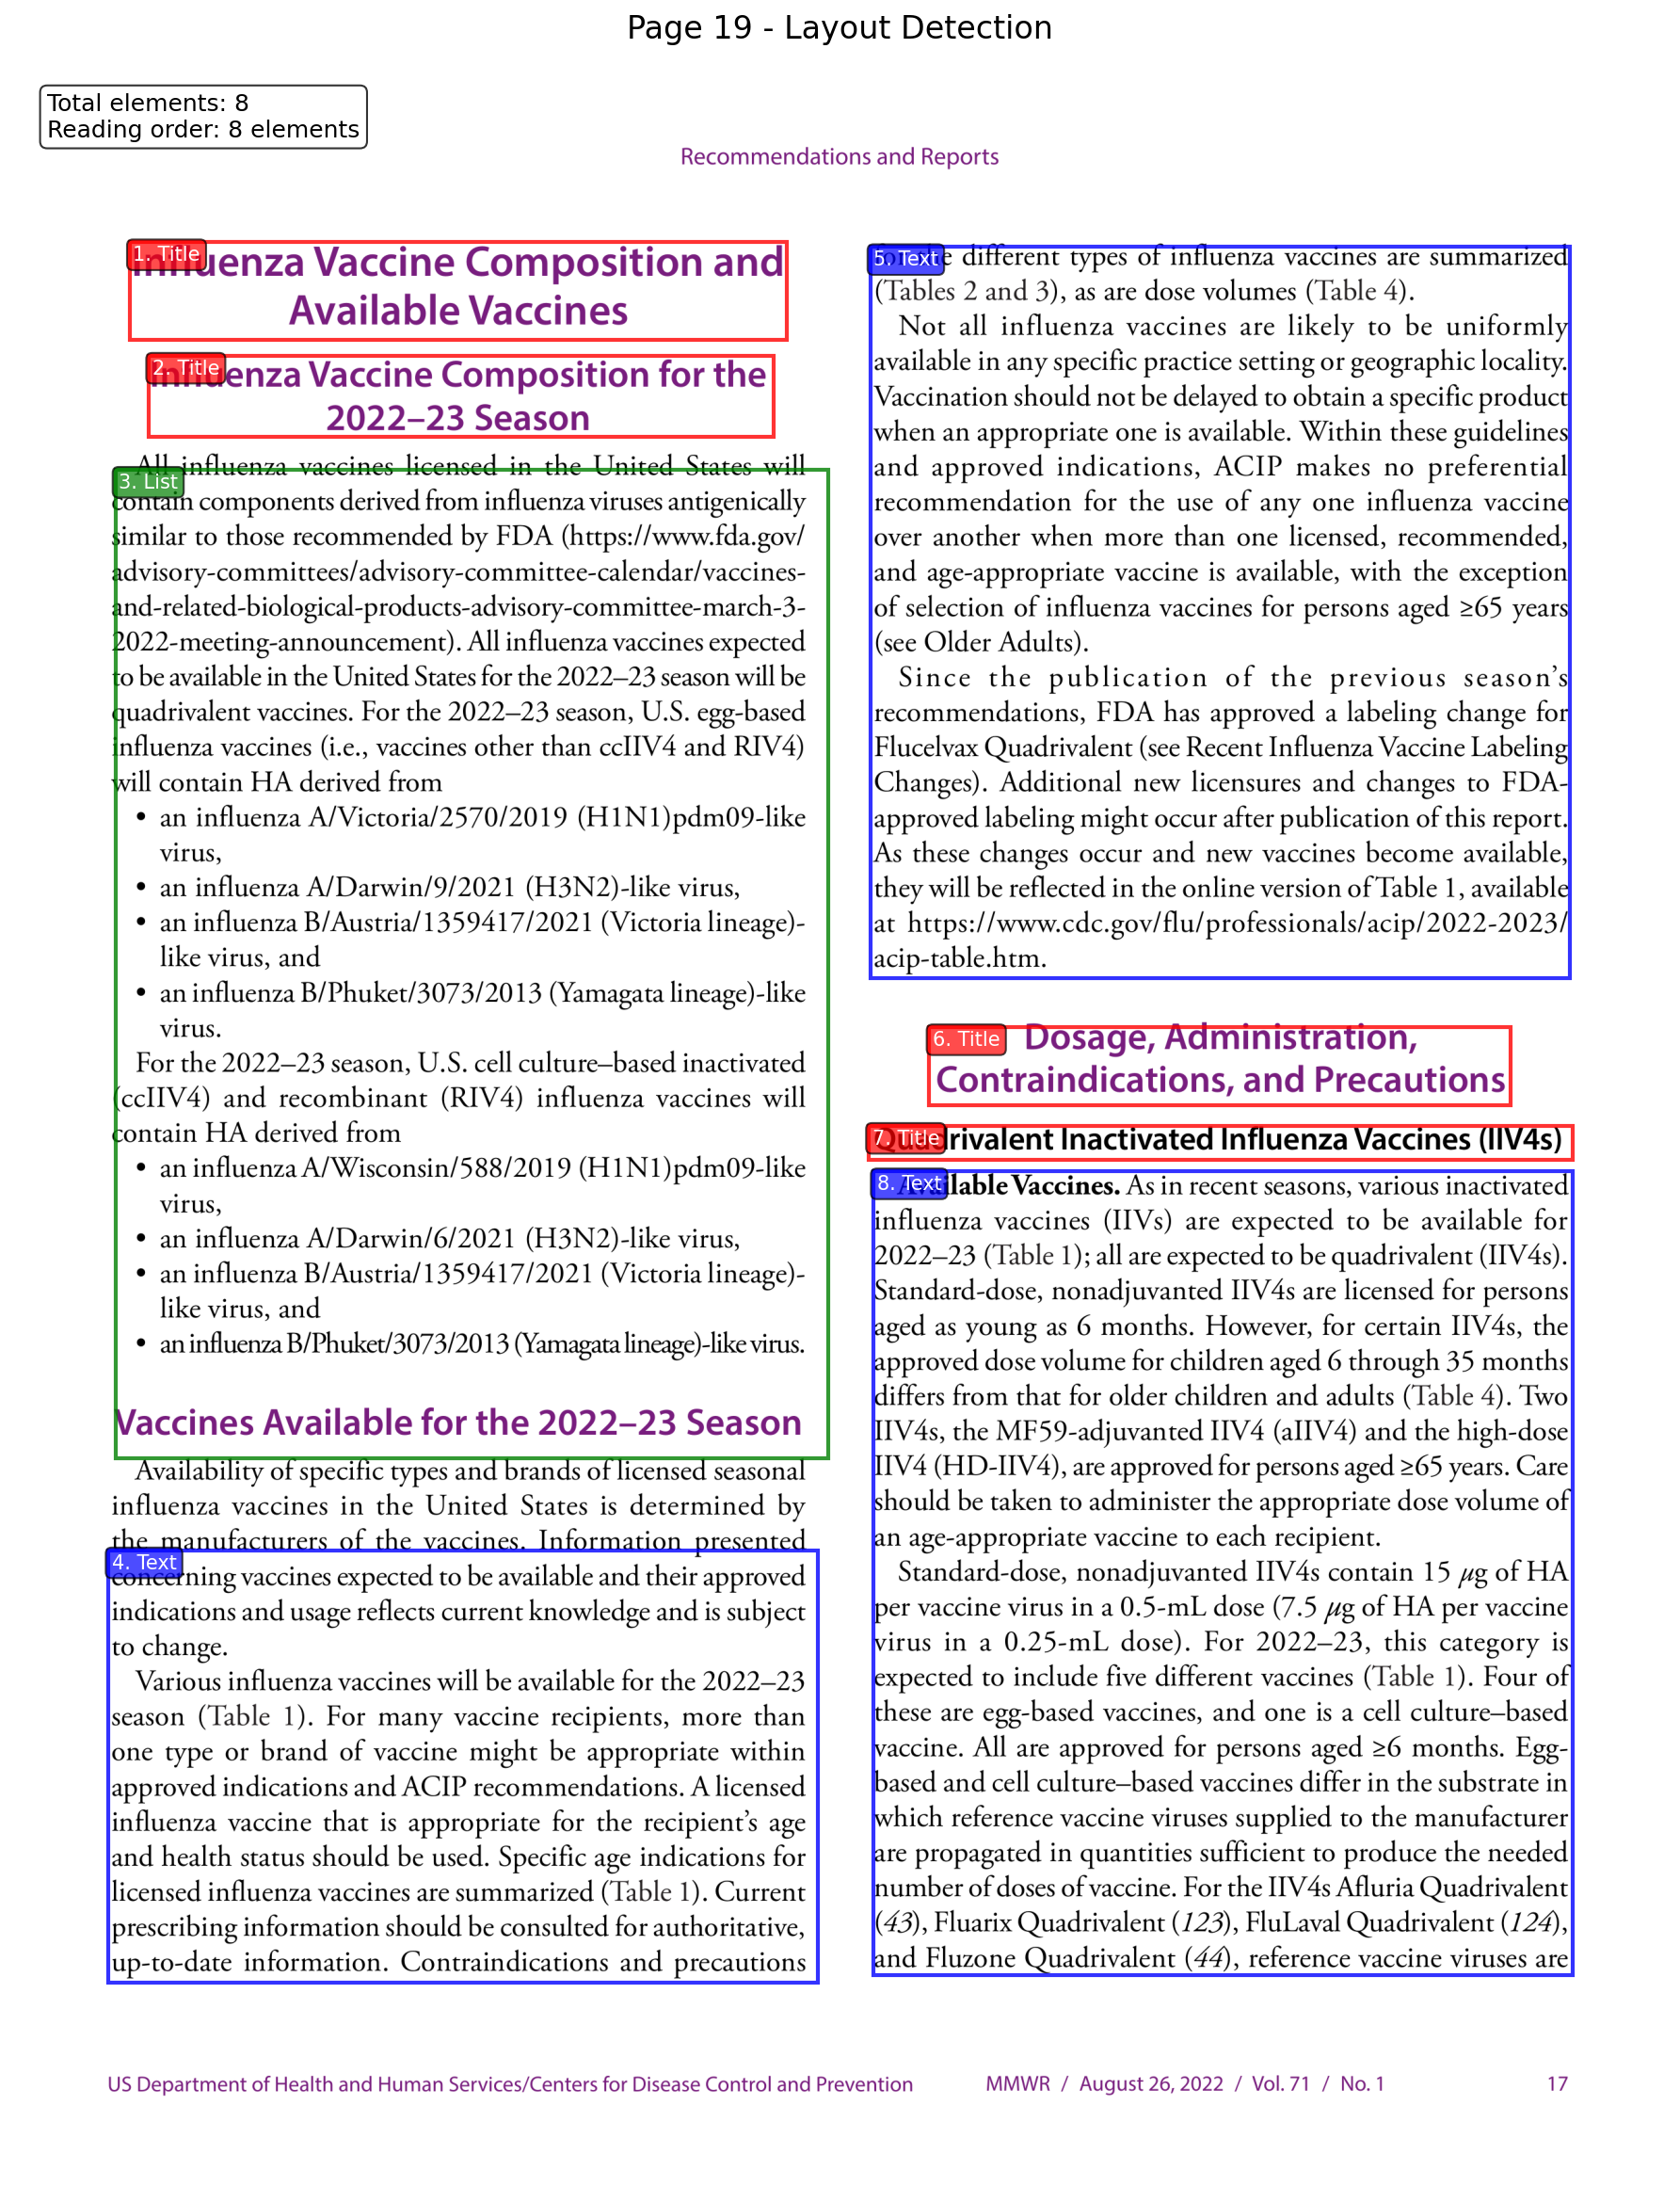 Page 19 - Layout Detection
Total elements: 8
Reading order: 8 elements
Recommendations and Reports
1. Title
Influenza Vaccine Composition and
Available Vaccines
2. Title
Influenza Vaccine Composition for the
2022–23 Season
All influenza vaccines licensed in the United States will
3. List
contain components derived from influenza viruses antigenically
similar to those recommended by FDA (https://www.fda.gov/
advisory-committees/advisory-committee-calendar/vaccines-
and-related-biological-products-advisory-committee-march-3-
2022-meeting-announcement). All influenza vaccines expected
to be available in the United States for the 2022–23 season will be
quadrivalent vaccines. For the 2022–23 season, U.S. egg-based
influenza vaccines (i.e., vaccines other than ccIIV4 and RIV4)
will contain HA derived from
• an influenza A/Victoria/2570/2019 (H1N1)pdm09-like
virus,
• an influenza A/Darwin/9/2021 (H3N2)-like virus,
• an influenza B/Austria/1359417/2021 (Victoria lineage)-
like virus, and
• an influenza B/Phuket/3073/2013 (Yamagata lineage)-like
virus.
For the 2022–23 season, U.S. cell culture–based inactivated
(ccIIV4) and recombinant (RIV4) influenza vaccines will
contain HA derived from
• an influenza A/Wisconsin/588/2019 (H1N1)pdm09-like
virus,
• an influenza A/Darwin/6/2021 (H3N2)-like virus,
• an influenza B/Austria/1359417/2021 (Victoria lineage)-
like virus, and
• an influenza B/Phuket/3073/2013 (Yamagata lineage)-like virus.
Vaccines Available for the 2022–23 Season
Availability of specific types and brands of licensed seasonal
influenza vaccines in the United States is determined by
the manufacturers of the vaccines. Information presented
4. Text
concerning vaccines expected to be available and their approved
indications and usage reflects current knowledge and is subject
to change.
Various influenza vaccines will be available for the 2022–23
season (Table 1). For many vaccine recipients, more than
one type or brand of vaccine might be appropriate within
approved indications and ACIP recommendations. A licensed
influenza vaccine that is appropriate for the recipient's age
and health status should be used. Specific age indications for
licensed influenza vaccines are summarized (Table 1). Current
prescribing information should be consulted for authoritative,
up-to-date information. Contraindications and precautions
5. Text
for the different types of influenza vaccines are summarized
(Tables 2 and 3), as are dose volumes (Table 4).
Not all influenza vaccines are likely to be uniformly
available in any specific practice setting or geographic locality.
Vaccination should not be delayed to obtain a specific product
when an appropriate one is available. Within these guidelines
and approved indications, ACIP makes no preferential
recommendation for the use of any one influenza vaccine
over another when more than one licensed, recommended,
and age-appropriate vaccine is available, with the exception
of selection of influenza vaccines for persons aged ≥65 years
(see Older Adults).
Since the publication of the previous season's
recommendations, FDA has approved a labeling change for
Flucelvax Quadrivalent (see Recent Influenza Vaccine Labeling
Changes). Additional new licensures and changes to FDA-
approved labeling might occur after publication of this report.
As these changes occur and new vaccines become available,
they will be reflected in the online version of Table 1, available
at https://www.cdc.gov/flu/professionals/acip/2022-2023/
acip-table.htm.
6. Title
Dosage, Administration,
Contraindications, and Precautions
7. Title
Quadrivalent Inactivated Influenza Vaccines (IIV4s)
8. Text
Available Vaccines. As in recent seasons, various inactivated
influenza vaccines (IIVs) are expected to be available for
2022–23 (Table 1); all are expected to be quadrivalent (IIV4s).
Standard-dose, nonadjuvanted IIV4s are licensed for persons
aged as young as 6 months. However, for certain IIV4s, the
approved dose volume for children aged 6 through 35 months
differs from that for older children and adults (Table 4). Two
IIV4s, the MF59-adjuvanted IIV4 (aIIV4) and the high-dose
IIV4 (HD-IIV4), are approved for persons aged ≥65 years. Care
should be taken to administer the appropriate dose volume of
an age-appropriate vaccine to each recipient.
Standard-dose, nonadjuvanted IIV4s contain 15 μg of HA
per vaccine virus in a 0.5-mL dose (7.5 μg of HA per vaccine
virus in a 0.25-mL dose). For 2022–23, this category is
expected to include five different vaccines (Table 1). Four of
these are egg-based vaccines, and one is a cell culture–based
vaccine. All are approved for persons aged ≥6 months. Egg-
based and cell culture–based vaccines differ in the substrate in
which reference vaccine viruses supplied to the manufacturer
are propagated in quantities sufficient to produce the needed
number of doses of vaccine. For the IIV4s Afluria Quadrivalent
(43), Fluarix Quadrivalent (123), FluLaval Quadrivalent (124),
and Fluzone Quadrivalent (44), reference vaccine viruses are
US Department of Health and Human Services/Centers for Disease Control and Prevention
MMWR / August 26, 2022 / Vol. 71 / No. 1
17